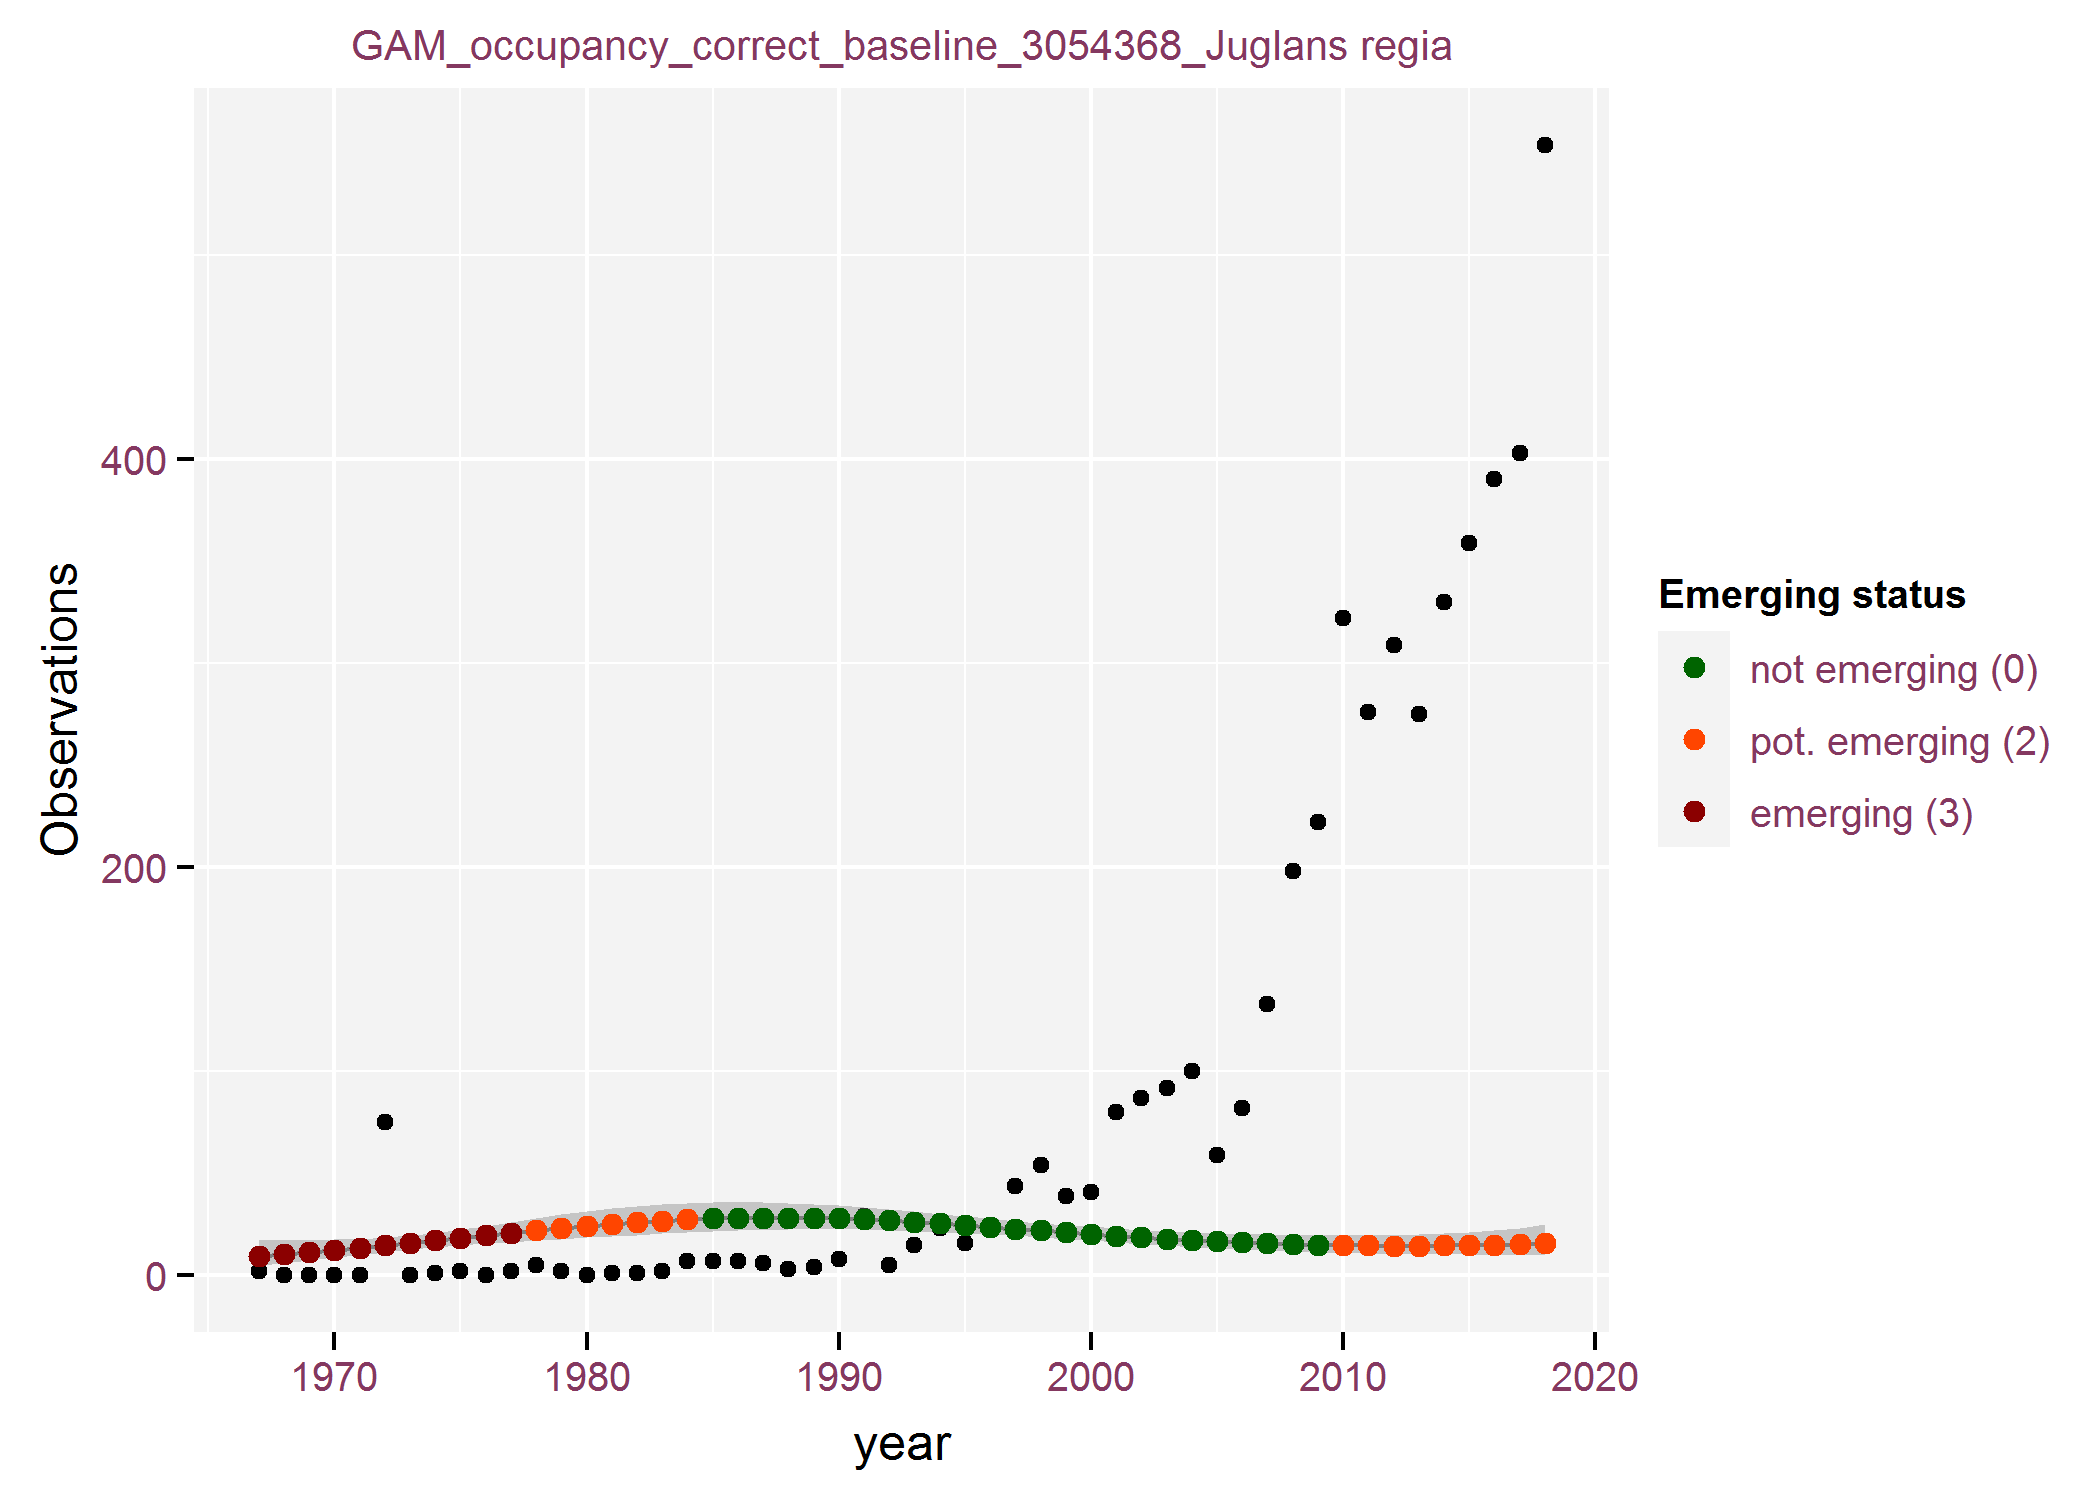 GAM_occupancy_correct_baseline_3054368_Juglans regia
Observations
400
200
0
1970 1980 1990 2000 2010 2020
year
Emerging status
not emerging (0)
pot. emerging (2)
emerging (3)